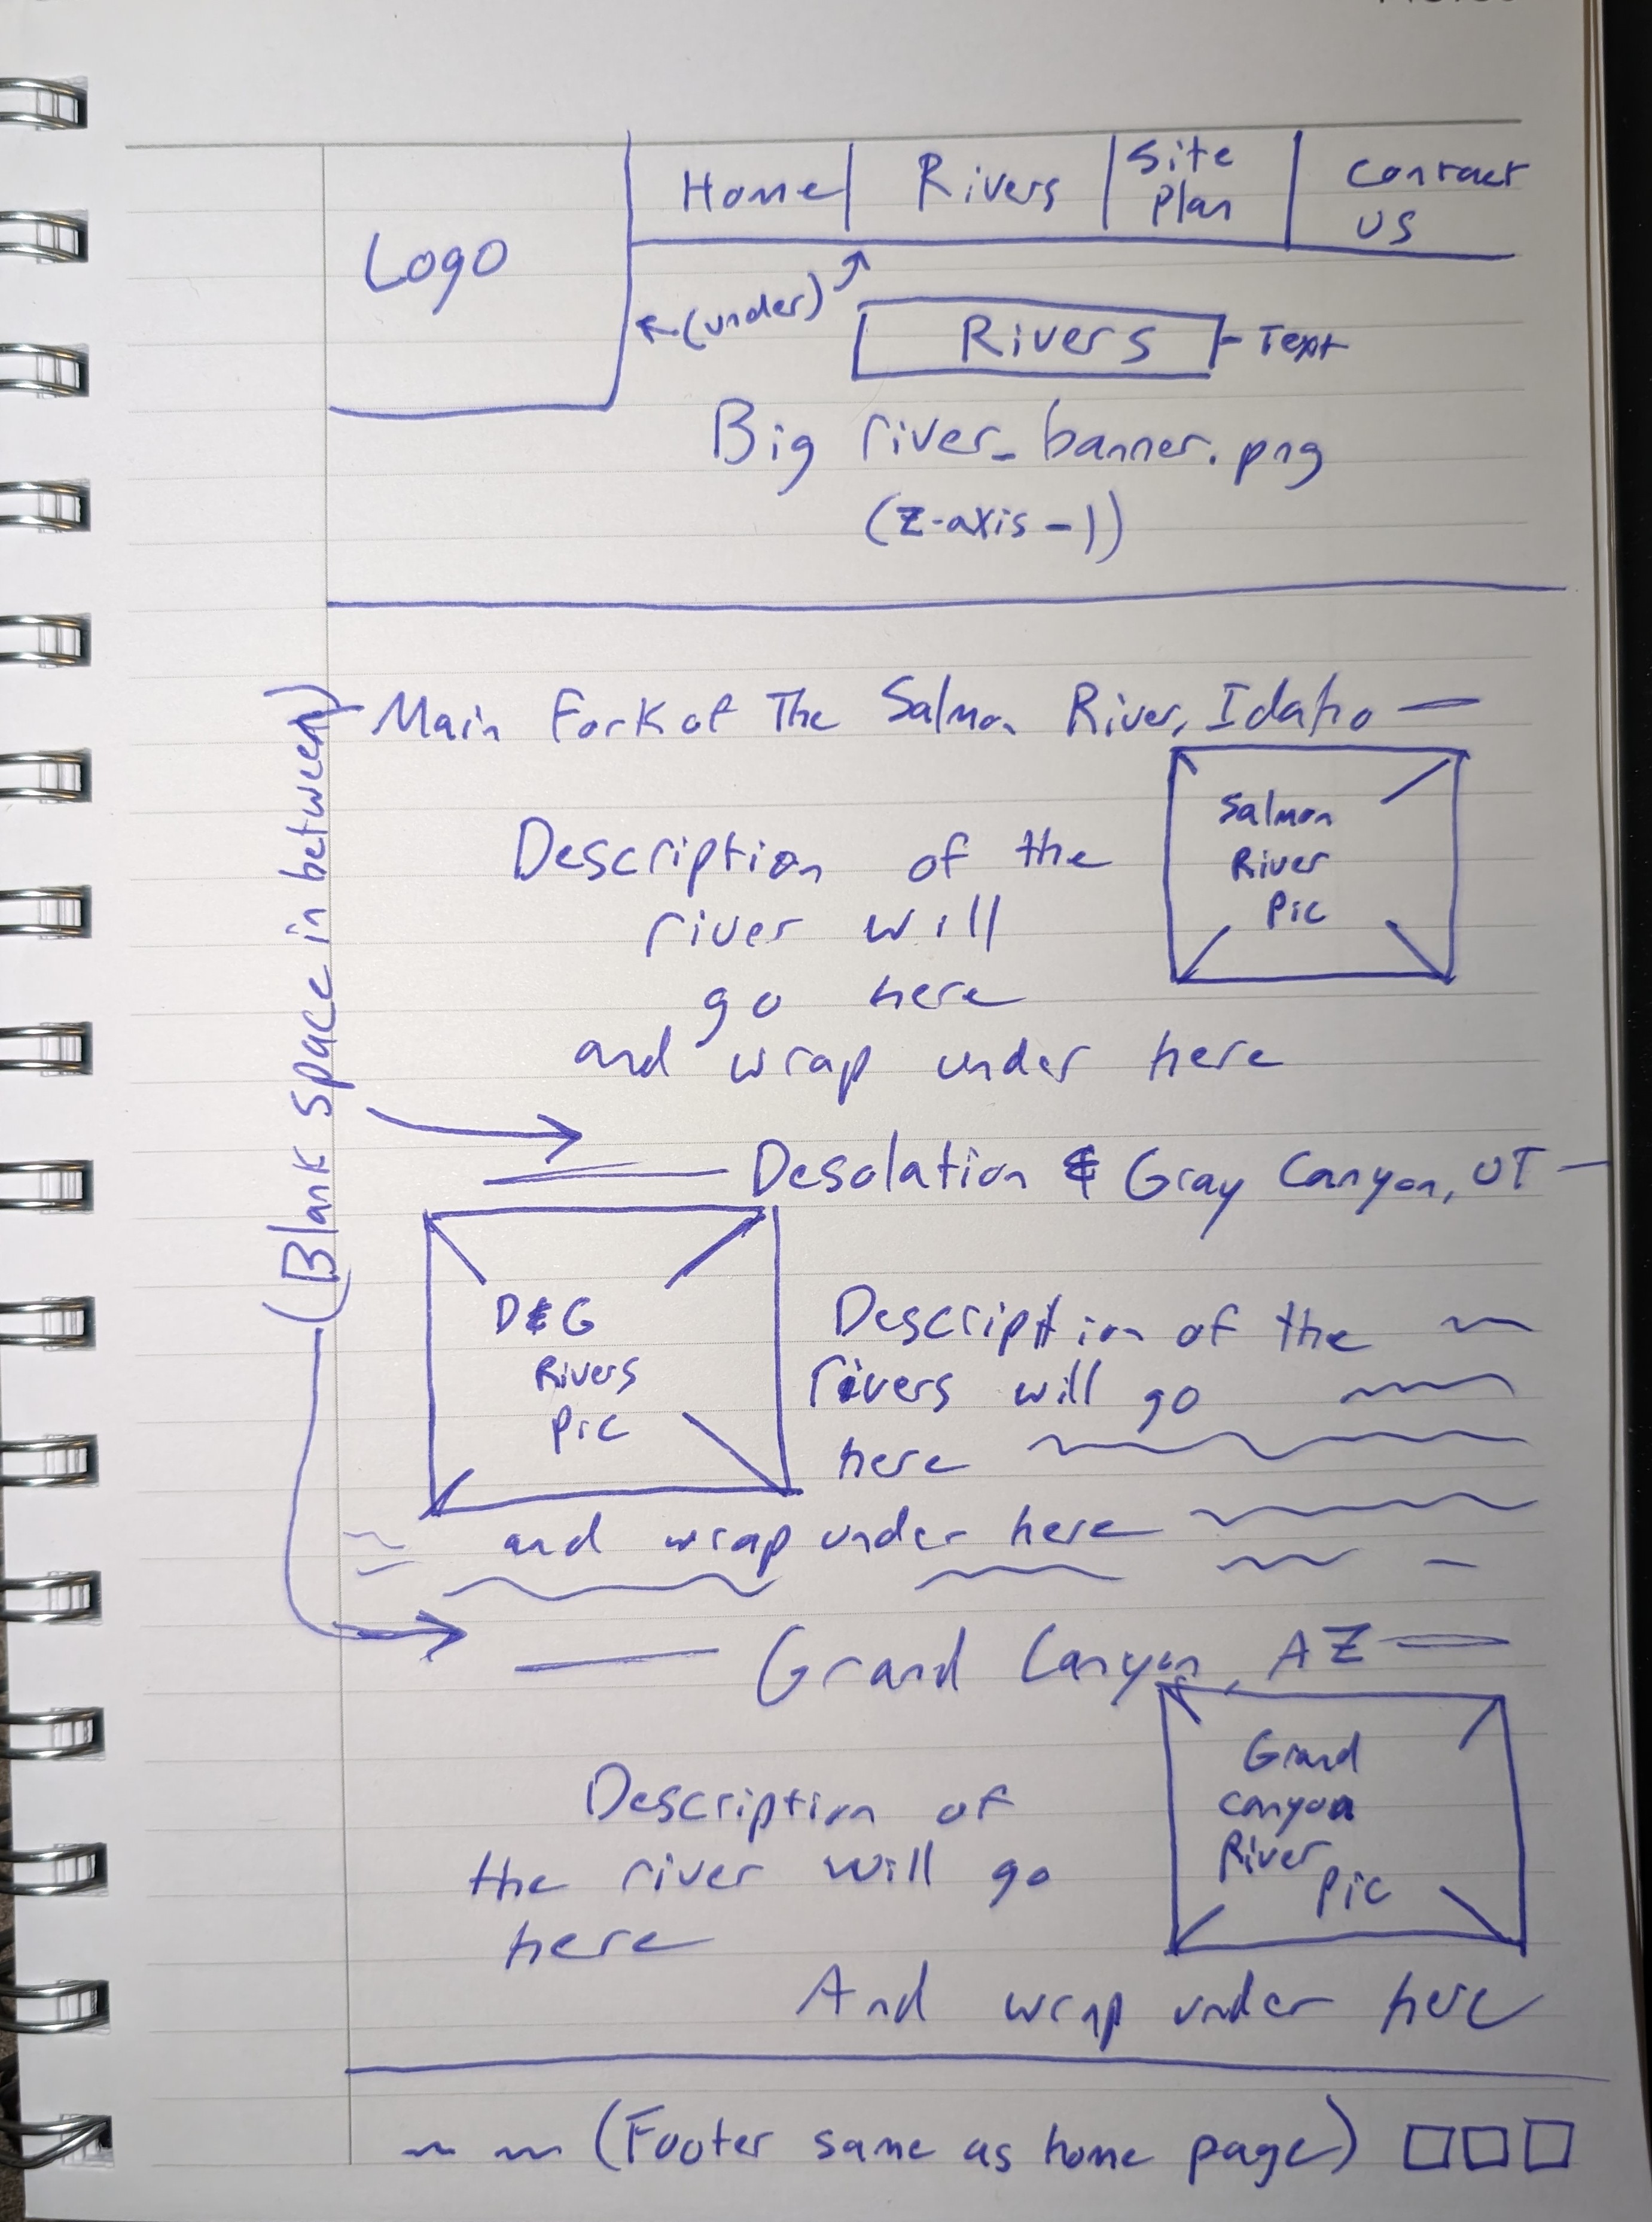 Logo
Home
Rivers
Site
Plan
Contact
US
(under)
Rivers
Text
Big river_banner.png
(z-axis-1)
Main Fork of The Salmon River, Idaho
Salmon
River
Pic
Description of the
river will
go here
and wrap under here
(Blank space in between)
Desolation & Gray Canyon, UT
D&G
Rivers
Pic
Description of the
rivers will go
here
and wrap under here
Grand Canyon, AZ
Grand
Canyon
River
Pic
Description of
the river will go
here
And wrap under here
(Footer same as home page)